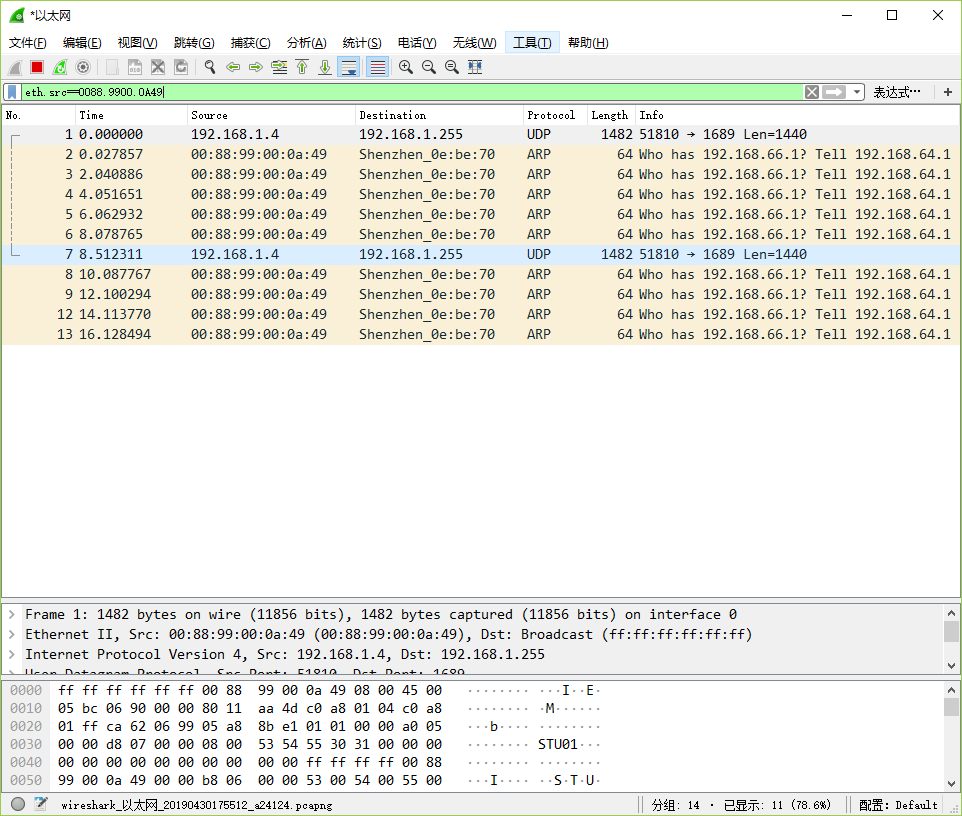 *以太网
文件(F) 编辑(E) 视图(V) 跳转(G) 捕获(C) 分析(A) 统计(S) 电话(Y) 无线(W) 工具(T) 帮助(H)
eth.src==0088.9900.0A49 表达式…
No. Time Source Destination Protocol Length Info
1 0.000000 192.168.1.4 192.168.1.255 UDP 1482 51810 → 1689 Len=1440
2 0.027857 00:88:99:00:0a:49 Shenzhen_0e:be:70 ARP 64 Who has 192.168.66.1? Tell 192.168.64.1
3 2.040886 00:88:99:00:0a:49 Shenzhen_0e:be:70 ARP 64 Who has 192.168.66.1? Tell 192.168.64.1
4 4.051651 00:88:99:00:0a:49 Shenzhen_0e:be:70 ARP 64 Who has 192.168.66.1? Tell 192.168.64.1
5 6.062932 00:88:99:00:0a:49 Shenzhen_0e:be:70 ARP 64 Who has 192.168.66.1? Tell 192.168.64.1
6 8.078765 00:88:99:00:0a:49 Shenzhen_0e:be:70 ARP 64 Who has 192.168.66.1? Tell 192.168.64.1
7 8.512311 192.168.1.4 192.168.1.255 UDP 1482 51810 → 1689 Len=1440
8 10.087767 00:88:99:00:0a:49 Shenzhen_0e:be:70 ARP 64 Who has 192.168.66.1? Tell 192.168.64.1
9 12.100294 00:88:99:00:0a:49 Shenzhen_0e:be:70 ARP 64 Who has 192.168.66.1? Tell 192.168.64.1
12 14.113770 00:88:99:00:0a:49 Shenzhen_0e:be:70 ARP 64 Who has 192.168.66.1? Tell 192.168.64.1
13 16.128494 00:88:99:00:0a:49 Shenzhen_0e:be:70 ARP 64 Who has 192.168.66.1? Tell 192.168.64.1
Frame 1: 1482 bytes on wire (11856 bits), 1482 bytes captured (11856 bits) on interface 0
Ethernet II, Src: 00:88:99:00:0a:49 (00:88:99:00:0a:49), Dst: Broadcast (ff:ff:ff:ff:ff:ff)
Internet Protocol Version 4, Src: 192.168.1.4, Dst: 192.168.1.255
User Datagram Protocol, Src Port: 51810, Dst Port: 1689
0000 ff ff ff ff ff ff 00 88 99 00 0a 49 08 00 45 00 ········ ···I··E·
0010 05 bc 06 90 00 00 80 11 aa 4d c0 a8 01 04 c0 a8 ········ ·M······
0020 01 ff ca 62 06 99 05 a8 8b e1 01 01 00 00 a0 05 ···b···· ········
0030 00 00 d8 07 00 00 08 00 53 54 55 30 31 00 00 00 ········ STU01···
0040 00 00 00 00 00 00 00 00 00 00 ff ff ff ff 00 88 ········ ········
0050 99 00 0a 49 00 00 b8 06 00 00 53 00 54 00 55 00 ···I···· ··S·T·U·
wireshark_以太网_20190430175512_a24124.pcapng 分组: 14 · 已显示: 11 (78.6%) 配置: Default